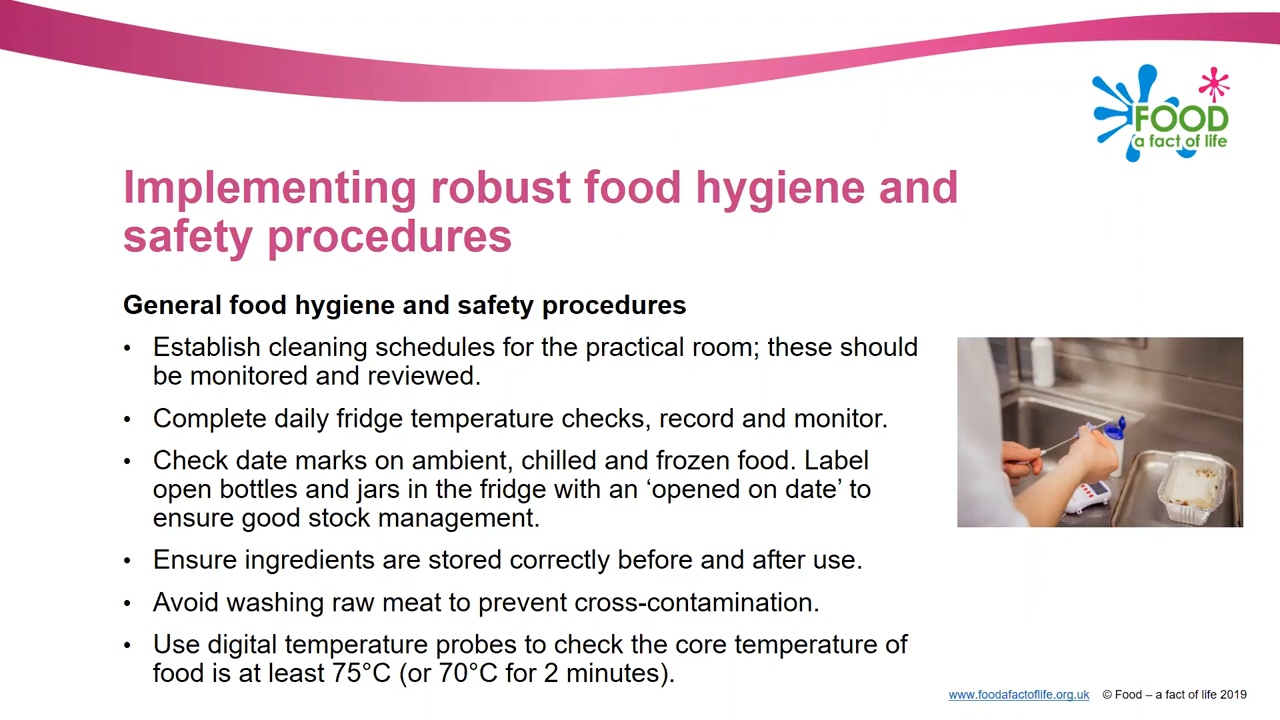 FOOD
a fact of life
Implementing robust food hygiene and
safety procedures
General food hygiene and safety procedures
• Establish cleaning schedules for the practical room; these should
be monitored and reviewed.
• Complete daily fridge temperature checks, record and monitor.
• Check date marks on ambient, chilled and frozen food. Label
open bottles and jars in the fridge with an ‘opened on date’ to
ensure good stock management.
• Ensure ingredients are stored correctly before and after use.
• Avoid washing raw meat to prevent cross-contamination.
• Use digital temperature probes to check the core temperature of
food is at least 75°C (or 70°C for 2 minutes).
www.foodafactoflife.org.uk © Food – a fact of life 2019